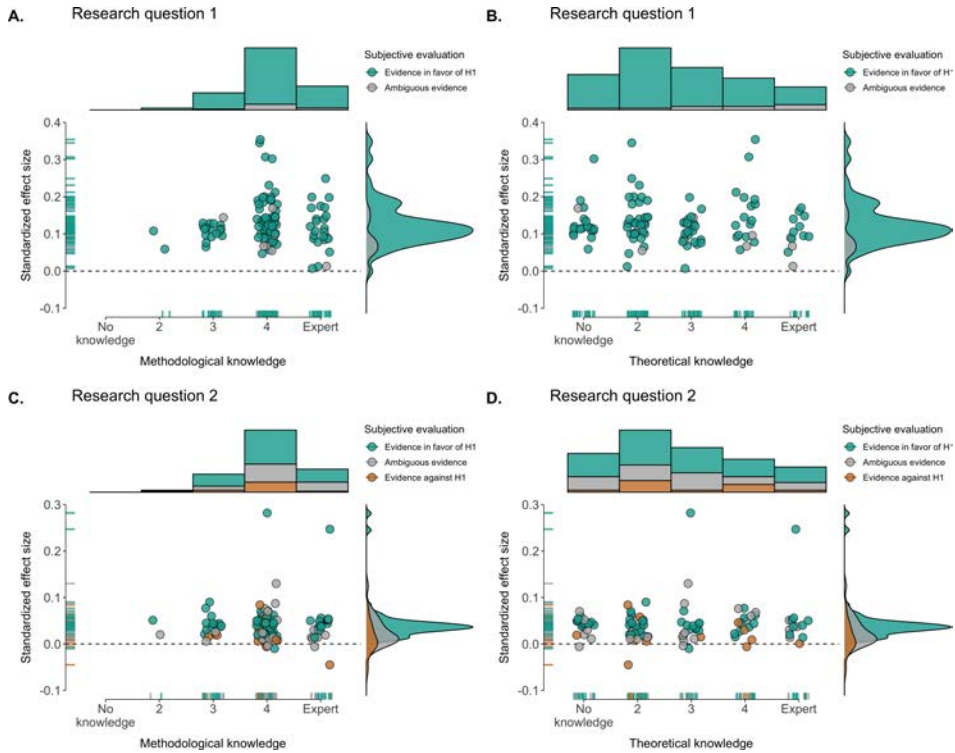 A. Research question 1
Subjective evaluation
Evidence in favor of H1
Ambiguous evidence
0.4
0.3
0.2
0.1
0.0
-0.1
Standardized effect size
No knowledge
2
3
4
Expert
Methodological knowledge
B. Research question 1
Subjective evaluation
Evidence in favor of H
Ambiguous evidence
0.4
0.3
0.2
0.1
0.0
-0.1
Standardized effect size
No knowledge
2
3
4
Expert
Theoretical knowledge
C. Research question 2
Subjective evaluation
Evidence in favor of H1
Ambiguous evidence
Evidence against H1
0.3
0.2
0.1
0.0
-0.1
Standardized effect size
No knowledge
2
3
4
Expert
Methodological knowledge
D. Research question 2
Subjective evaluation
Evidence in favor of H
Ambiguous evidence
Evidence against H1
0.3
0.2
0.1
0.0
-0.1
Standardized effect size
No knowledge
2
3
4
Expert
Theoretical knowledge